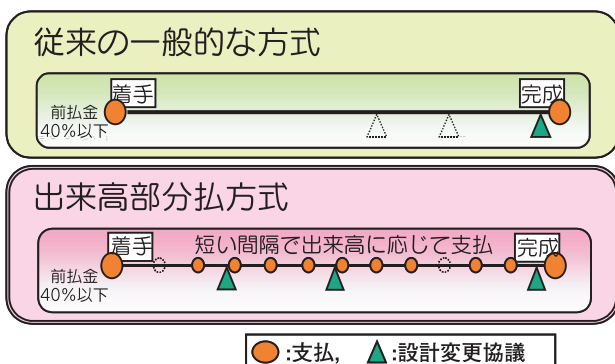 従来の一般的な方式
着手
完成
前払金
40%以下
出来高部分払方式
着手
短い間隔で出来高に応じて支払
完成
前払金
40%以下
:支払, :設計変更協議